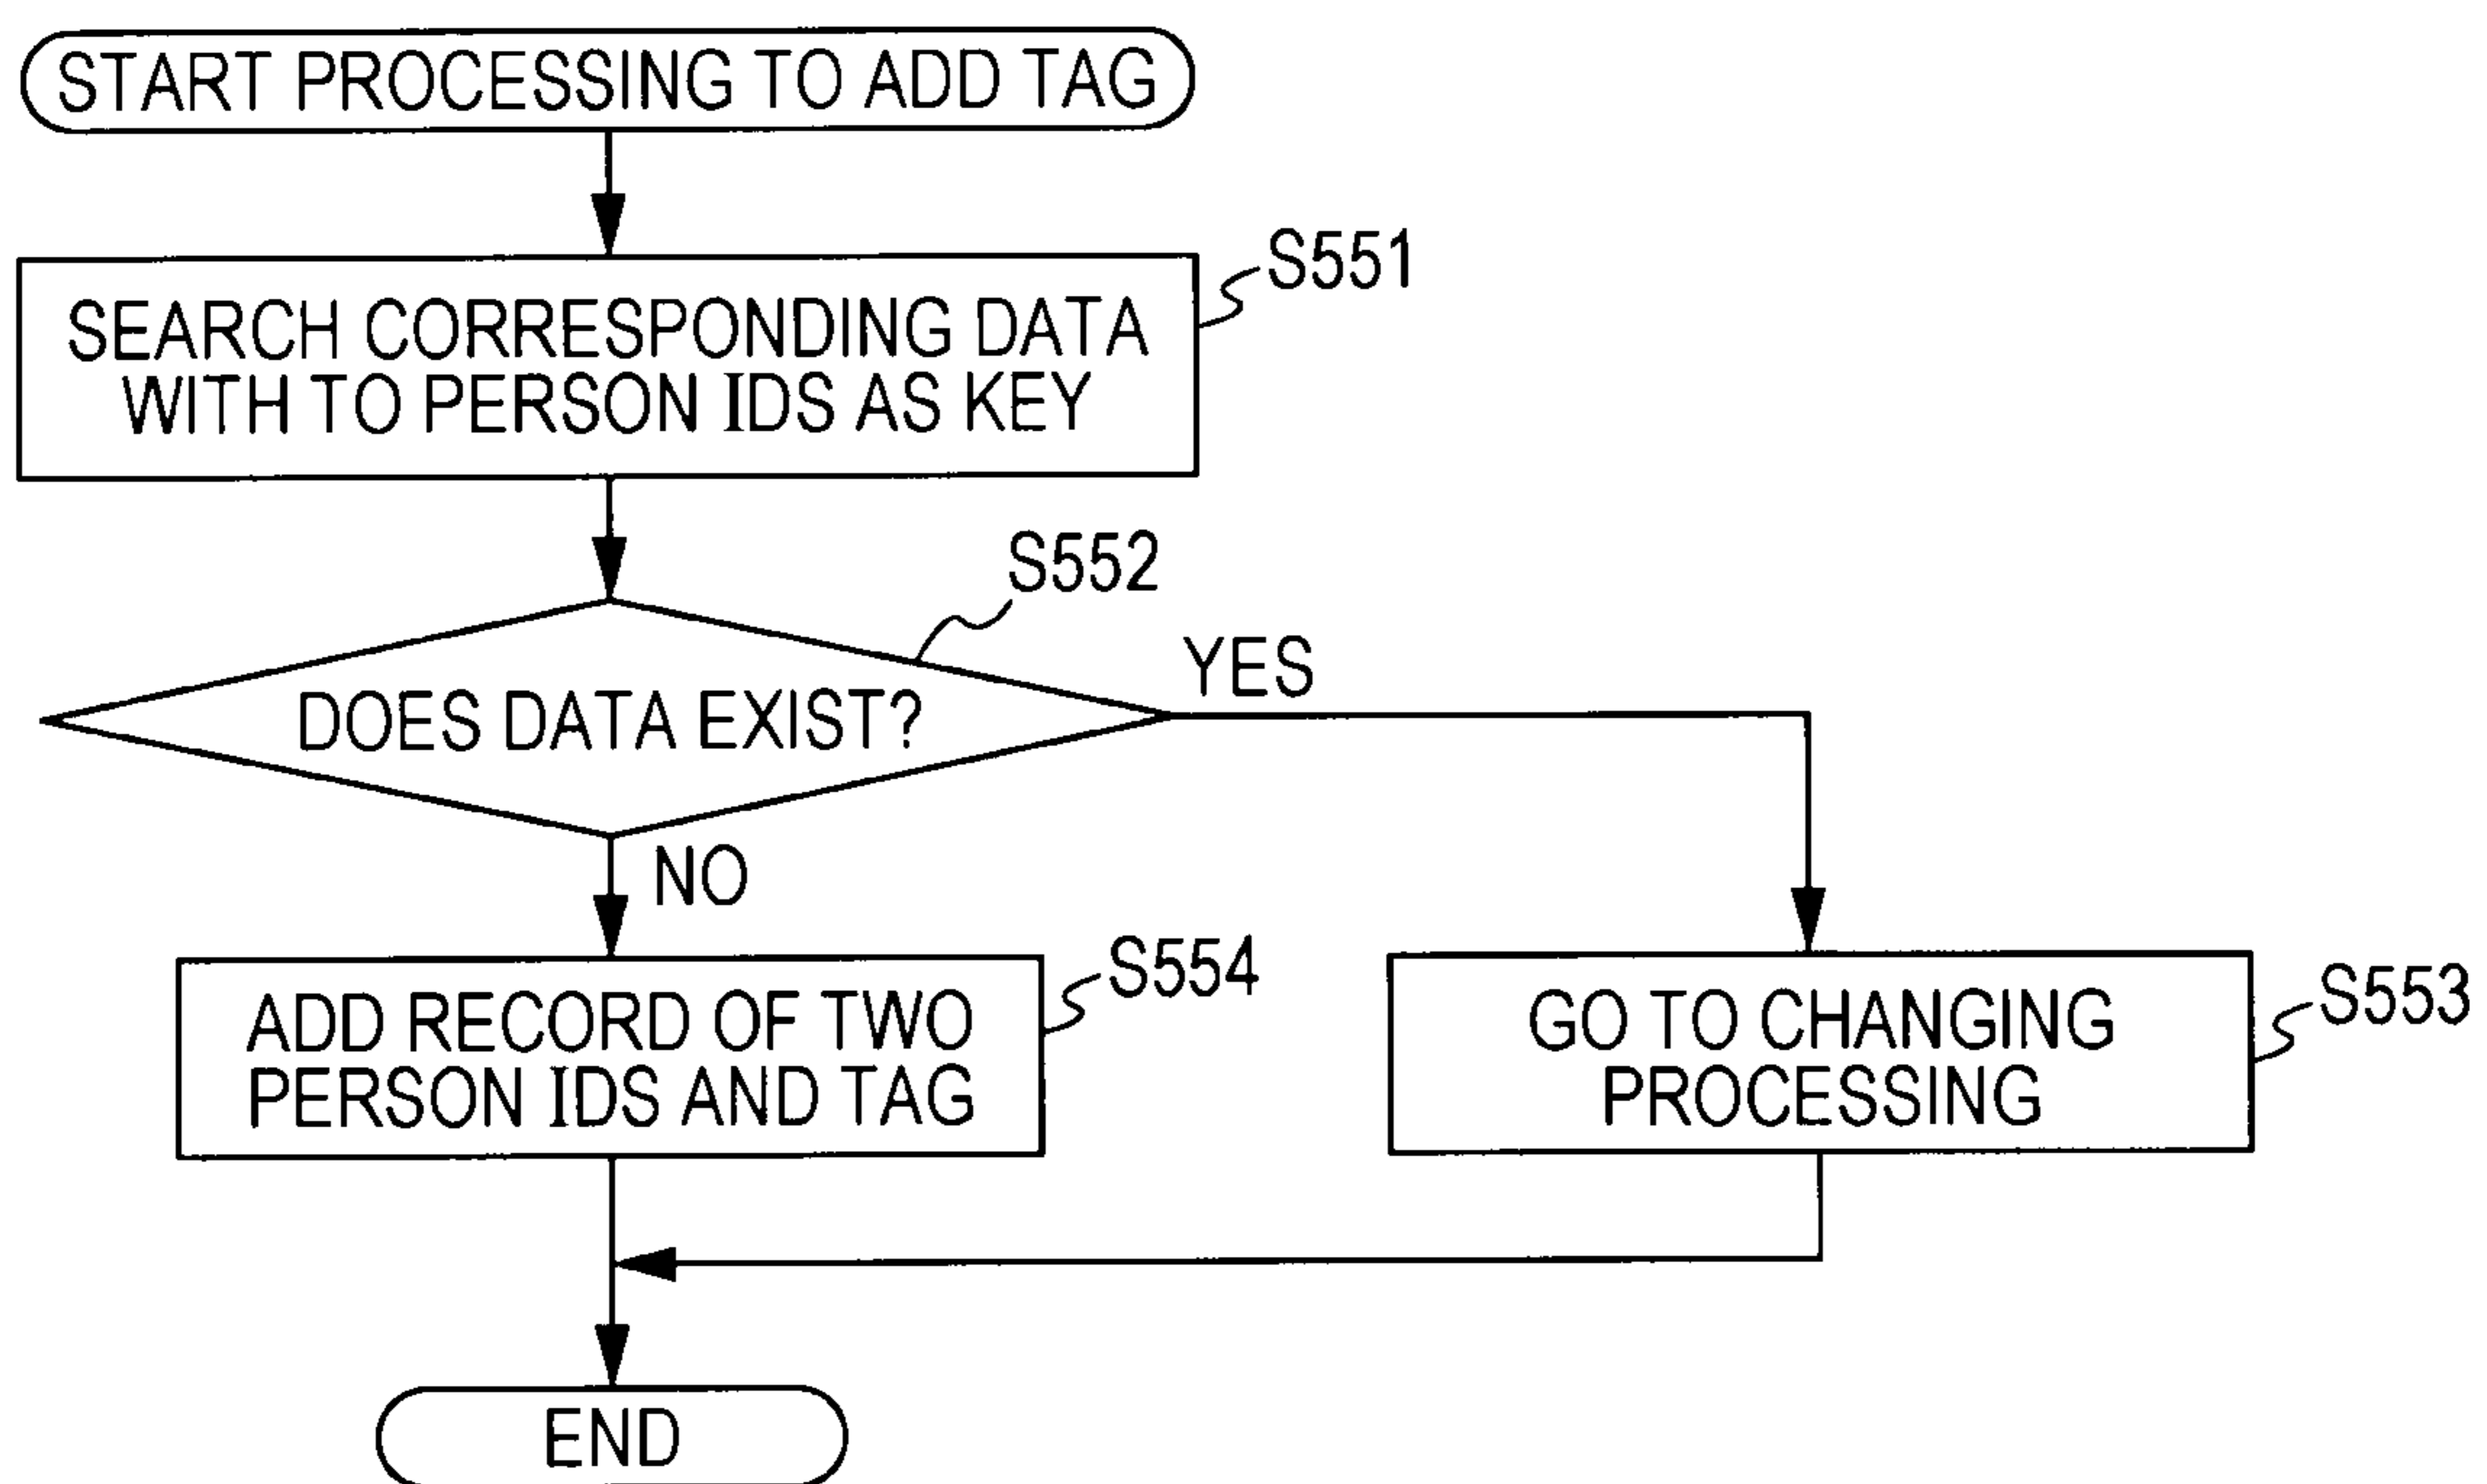 START PROCESSING TO ADD TAG
S551
SEARCH CORRESPONDING DATA
WITH TO PERSON IDS AS KEY
S552
DOES DATA EXIST?
YES
NO
S554
ADD RECORD OF TWO
PERSON IDS AND TAG
S553
GO TO CHANGING
PROCESSING
END